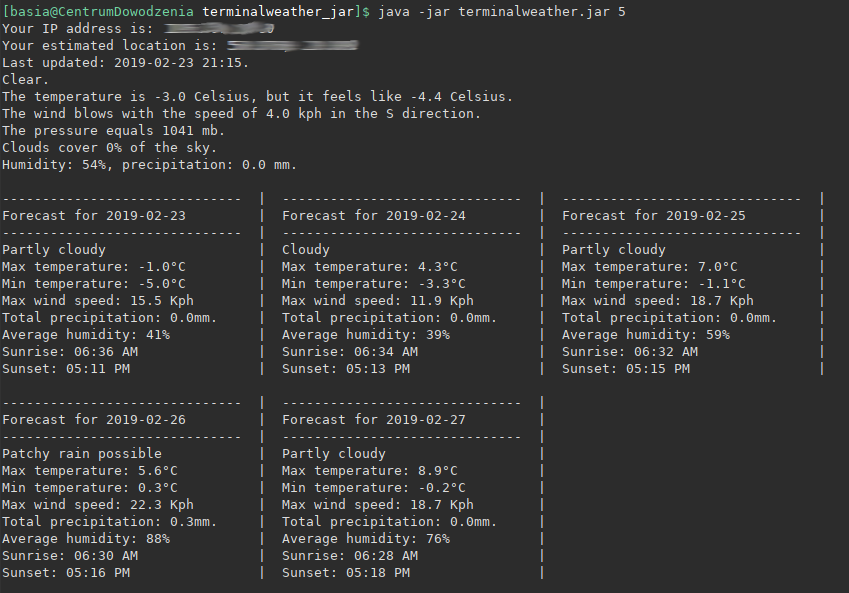 [basia@CentrumDowodzenia terminalweather_jar]$ java -jar terminalweather.jar 5
Your IP address is:
Your estimated location is:
Last updated: 2019-02-23 21:15.
Clear.
The temperature is -3.0 Celsius, but it feels like -4.4 Celsius.
The wind blows with the speed of 4.0 kph in the S direction.
The pressure equals 1041 mb.
Clouds cover 0% of the sky.
Humidity: 54%, precipitation: 0.0 mm.
------------------------------  |  ------------------------------  |  ------------------------------  |
Forecast for 2019-02-23         |  Forecast for 2019-02-24         |  Forecast for 2019-02-25         |
------------------------------  |  ------------------------------  |  ------------------------------  |
Partly cloudy                   |  Cloudy                          |  Partly cloudy                   |
Max temperature: -1.0°C         |  Max temperature: 4.3°C          |  Max temperature: 7.0°C          |
Min temperature: -5.0°C         |  Min temperature: -3.3°C         |  Min temperature: -1.1°C         |
Max wind speed: 15.5 Kph        |  Max wind speed: 11.9 Kph        |  Max wind speed: 18.7 Kph        |
Total precipitation: 0.0mm.     |  Total precipitation: 0.0mm.     |  Total precipitation: 0.0mm.     |
Average humidity: 41%           |  Average humidity: 39%           |  Average humidity: 59%           |
Sunrise: 06:36 AM               |  Sunrise: 06:34 AM               |  Sunrise: 06:32 AM               |
Sunset: 05:11 PM                |  Sunset: 05:13 PM                |  Sunset: 05:15 PM                |
------------------------------  |  ------------------------------  |
Forecast for 2019-02-26         |  Forecast for 2019-02-27         |
------------------------------  |  ------------------------------  |
Patchy rain possible            |  Partly cloudy                   |
Max temperature: 5.6°C          |  Max temperature: 8.9°C          |
Min temperature: 0.3°C          |  Min temperature: -0.2°C         |
Max wind speed: 22.3 Kph        |  Max wind speed: 18.7 Kph        |
Total precipitation: 0.3mm.     |  Total precipitation: 0.0mm.     |
Average humidity: 88%           |  Average humidity: 76%           |
Sunrise: 06:30 AM               |  Sunrise: 06:28 AM               |
Sunset: 05:16 PM                |  Sunset: 05:18 PM                |